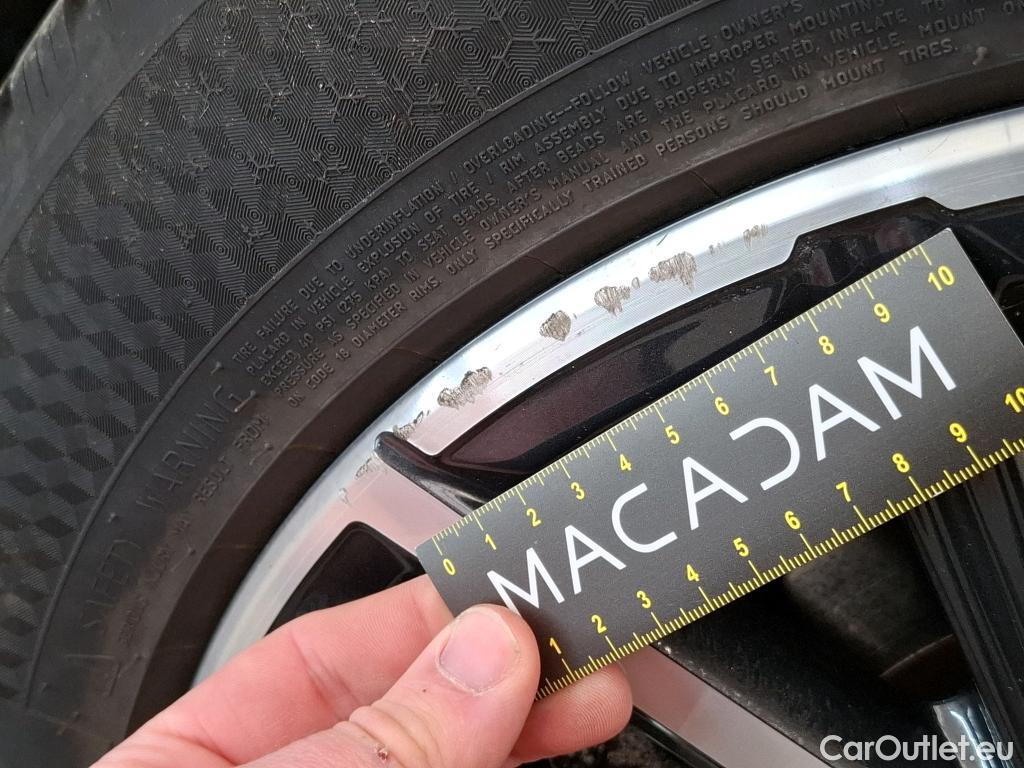 TIRE FAILURE DUE TO UNDERINFLATION / OVERLOADING-FOLLOW VEHICLE OWNER'S
PLACARD IN VEHICLE EXPLOSION OF TIRE / RIM ASSEMBLY DUE TO IMPROPER MOUNTING
EXCEED 40 PSI (275 KPA) TO SEAT BEADS, AFTER BEADS ARE PROPERLY SEATED, INFLATE TO
PRESSURE AS SPECIFIED IN VEHICLE OWNER'S MANUAL AND THE PLACARD IN VEHICLE. MOUNT ON
CODE 18 DIAMETER RIMS. ONLY SPECIFICALLY TRAINED PERSONS SHOULD MOUNT TIRES.
SAFETY WARNING
RESULT FROM
0 1 2 3 4 5 6 7 8 9 10
MACADAM
1 2 3 4 5 6 7 8 9 10
CarOutlet.eu